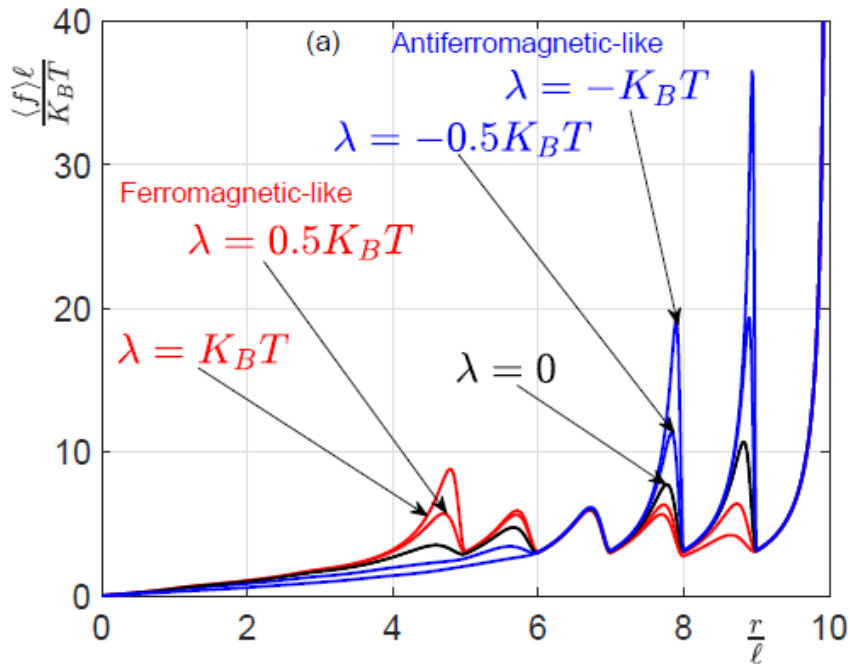 ⟨f⟩ℓ
K_BT
(a)
Antiferromagnetic-like
λ = −K_BT
λ = −0.5K_BT
Ferromagnetic-like
λ = 0.5K_BT
λ = K_BT
λ = 0
40
30
20
10
0
0 2 4 6 8 r/ℓ 10